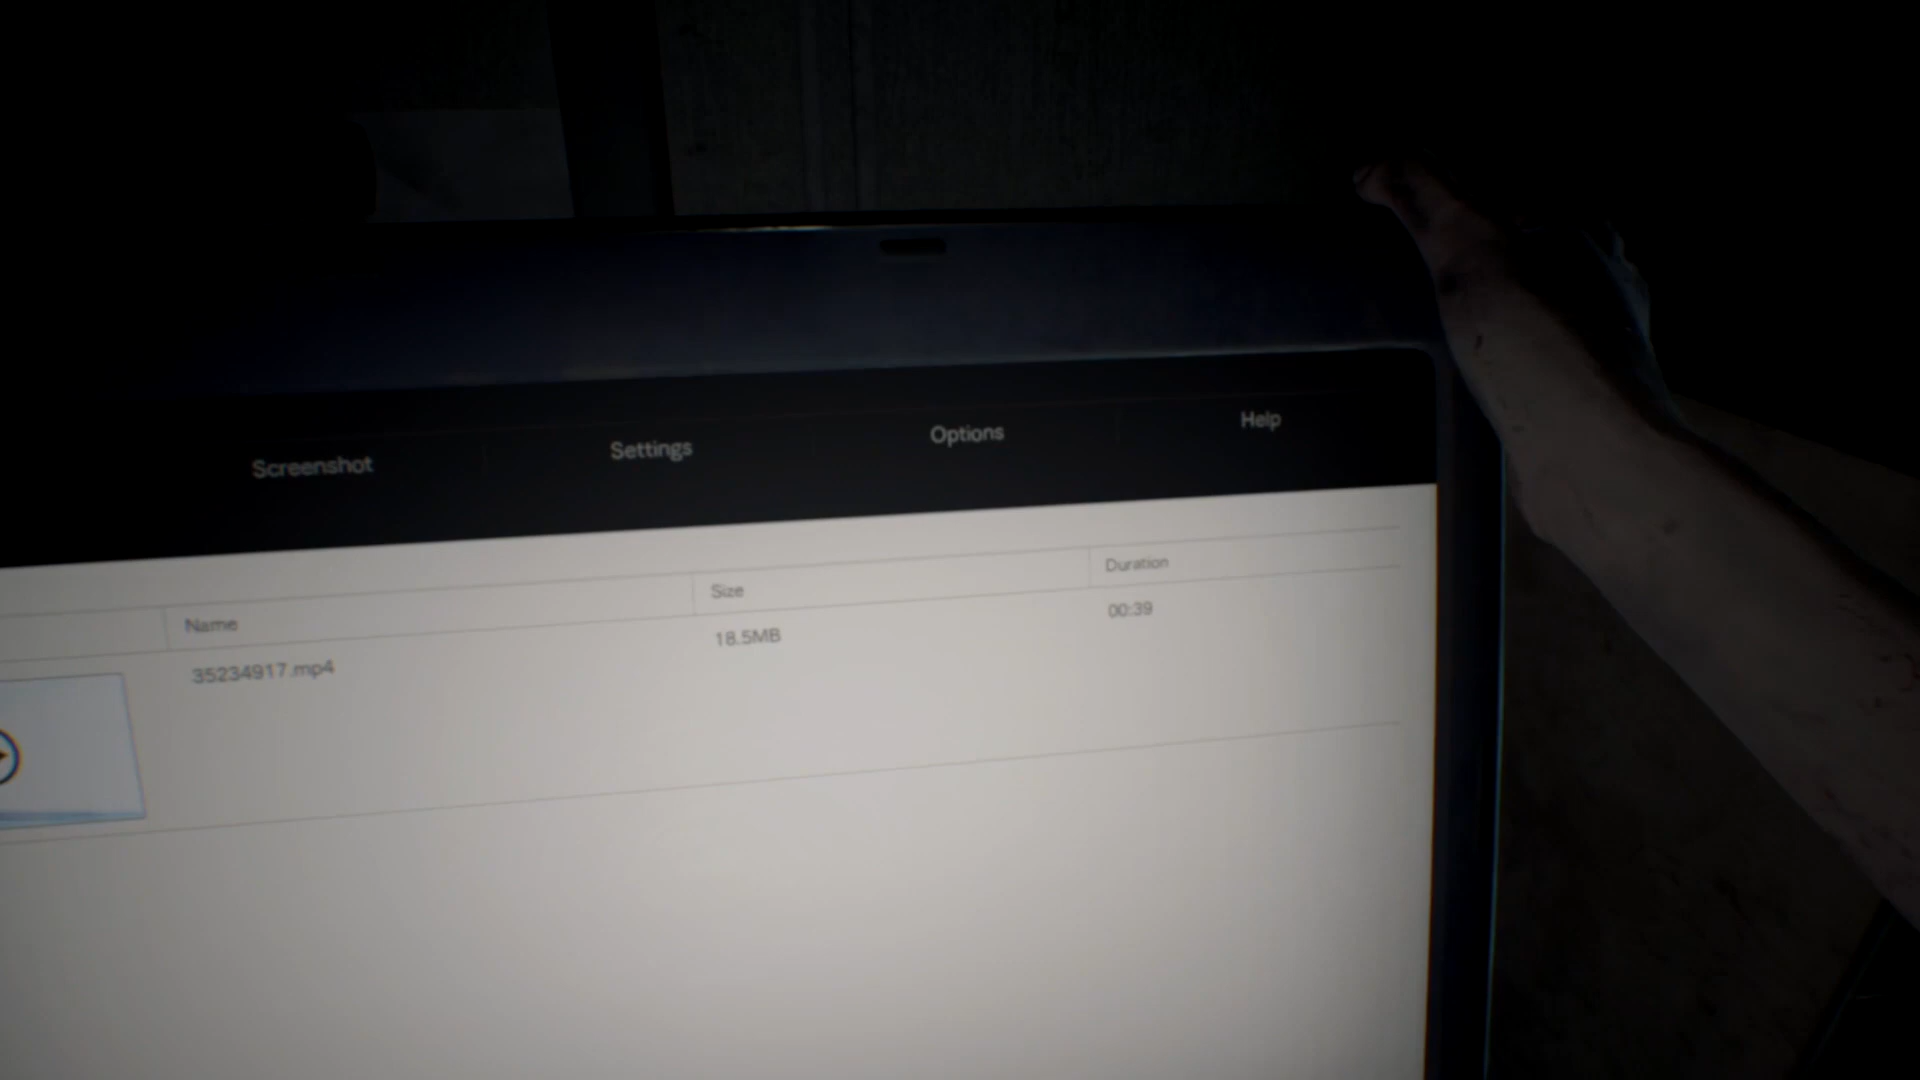 Screenshot Settings Options Help
Name Size Duration
35234917.mp4 18.5MB 00:39